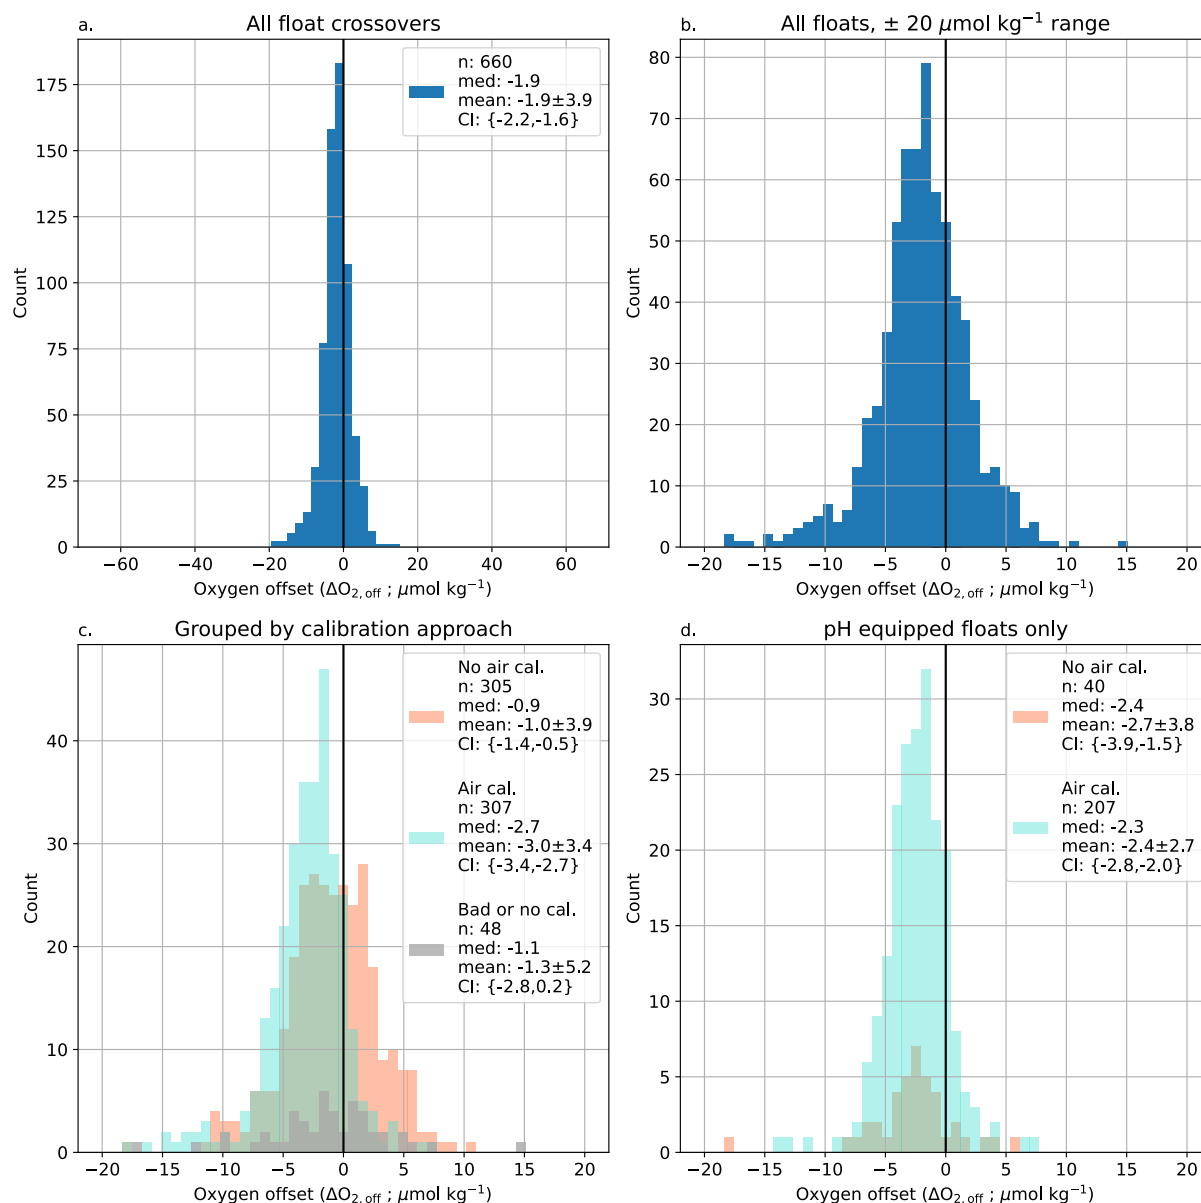 a.
All float crossovers
n: 660
med: -1.9
mean: -1.9±3.9
CI: {-2.2,-1.6}
175
150
125
100
75
50
25
0
Count
−60 −40 −20 0 20 40 60
Oxygen offset (ΔO2, off ; μmol kg−1)
b.
All floats, ± 20 μmol kg−1 range
80
70
60
50
40
30
20
10
0
Count
−20 −15 −10 −5 0 5 10 15 20
Oxygen offset (ΔO2, off ; μmol kg−1)
c.
Grouped by calibration approach
No air cal.
n: 305
med: -0.9
mean: -1.0±3.9
CI: {-1.4,-0.5}
Air cal.
n: 307
med: -2.7
mean: -3.0±3.4
CI: {-3.4,-2.7}
Bad or no cal.
n: 48
med: -1.1
mean: -1.3±5.2
CI: {-2.8,0.2}
40
30
20
10
0
Count
−20 −15 −10 −5 0 5 10 15 20
Oxygen offset (ΔO2, off ; μmol kg−1)
d.
pH equipped floats only
No air cal.
n: 40
med: -2.4
mean: -2.7±3.8
CI: {-3.9,-1.5}
Air cal.
n: 207
med: -2.3
mean: -2.4±2.7
CI: {-2.8,-2.0}
30
25
20
15
10
5
0
Count
−20 −15 −10 −5 0 5 10 15 20
Oxygen offset (ΔO2, off ; μmol kg−1)